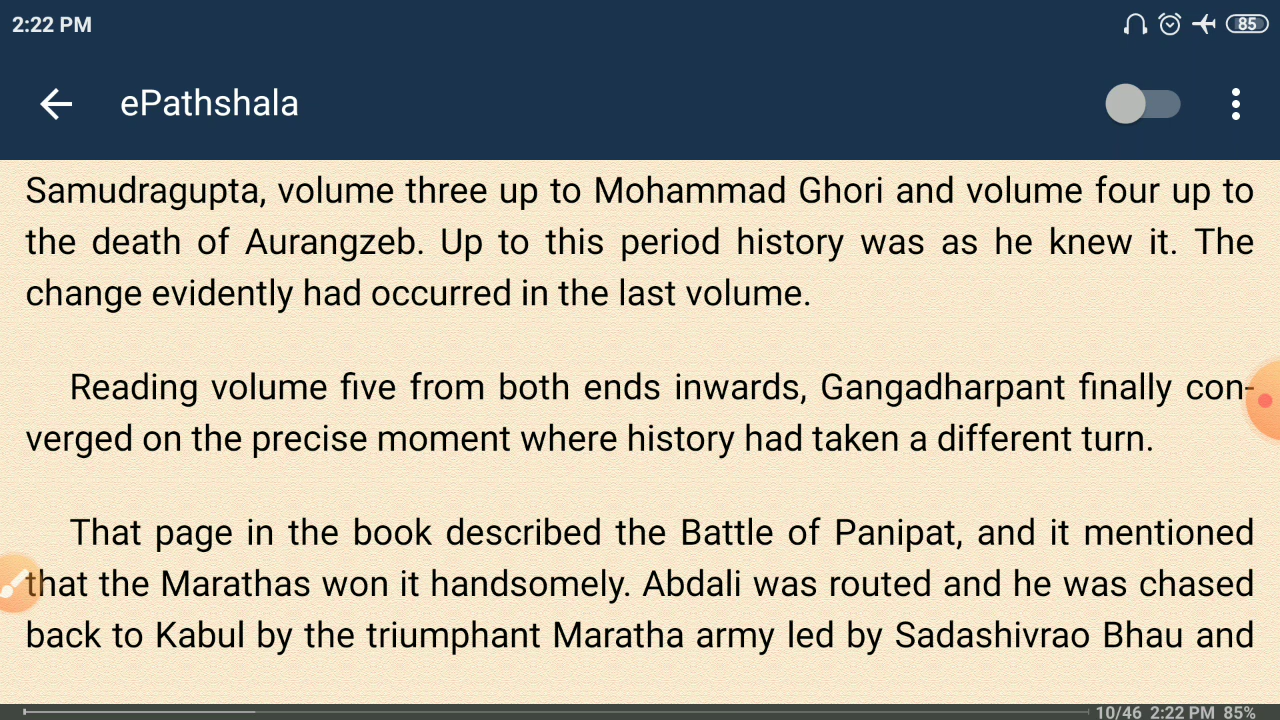 2:22 PM
85
ePathshala
Samudragupta, volume three up to Mohammad Ghori and volume four up to
the death of Aurangzeb. Up to this period history was as he knew it. The
change evidently had occurred in the last volume.
Reading volume five from both ends inwards, Gangadharpant finally con-
verged on the precise moment where history had taken a different turn.
That page in the book described the Battle of Panipat, and it mentioned
that the Marathas won it handsomely. Abdali was routed and he was chased
back to Kabul by the triumphant Maratha army led by Sadashivrao Bhau and
10/46 2:22 PM 85%